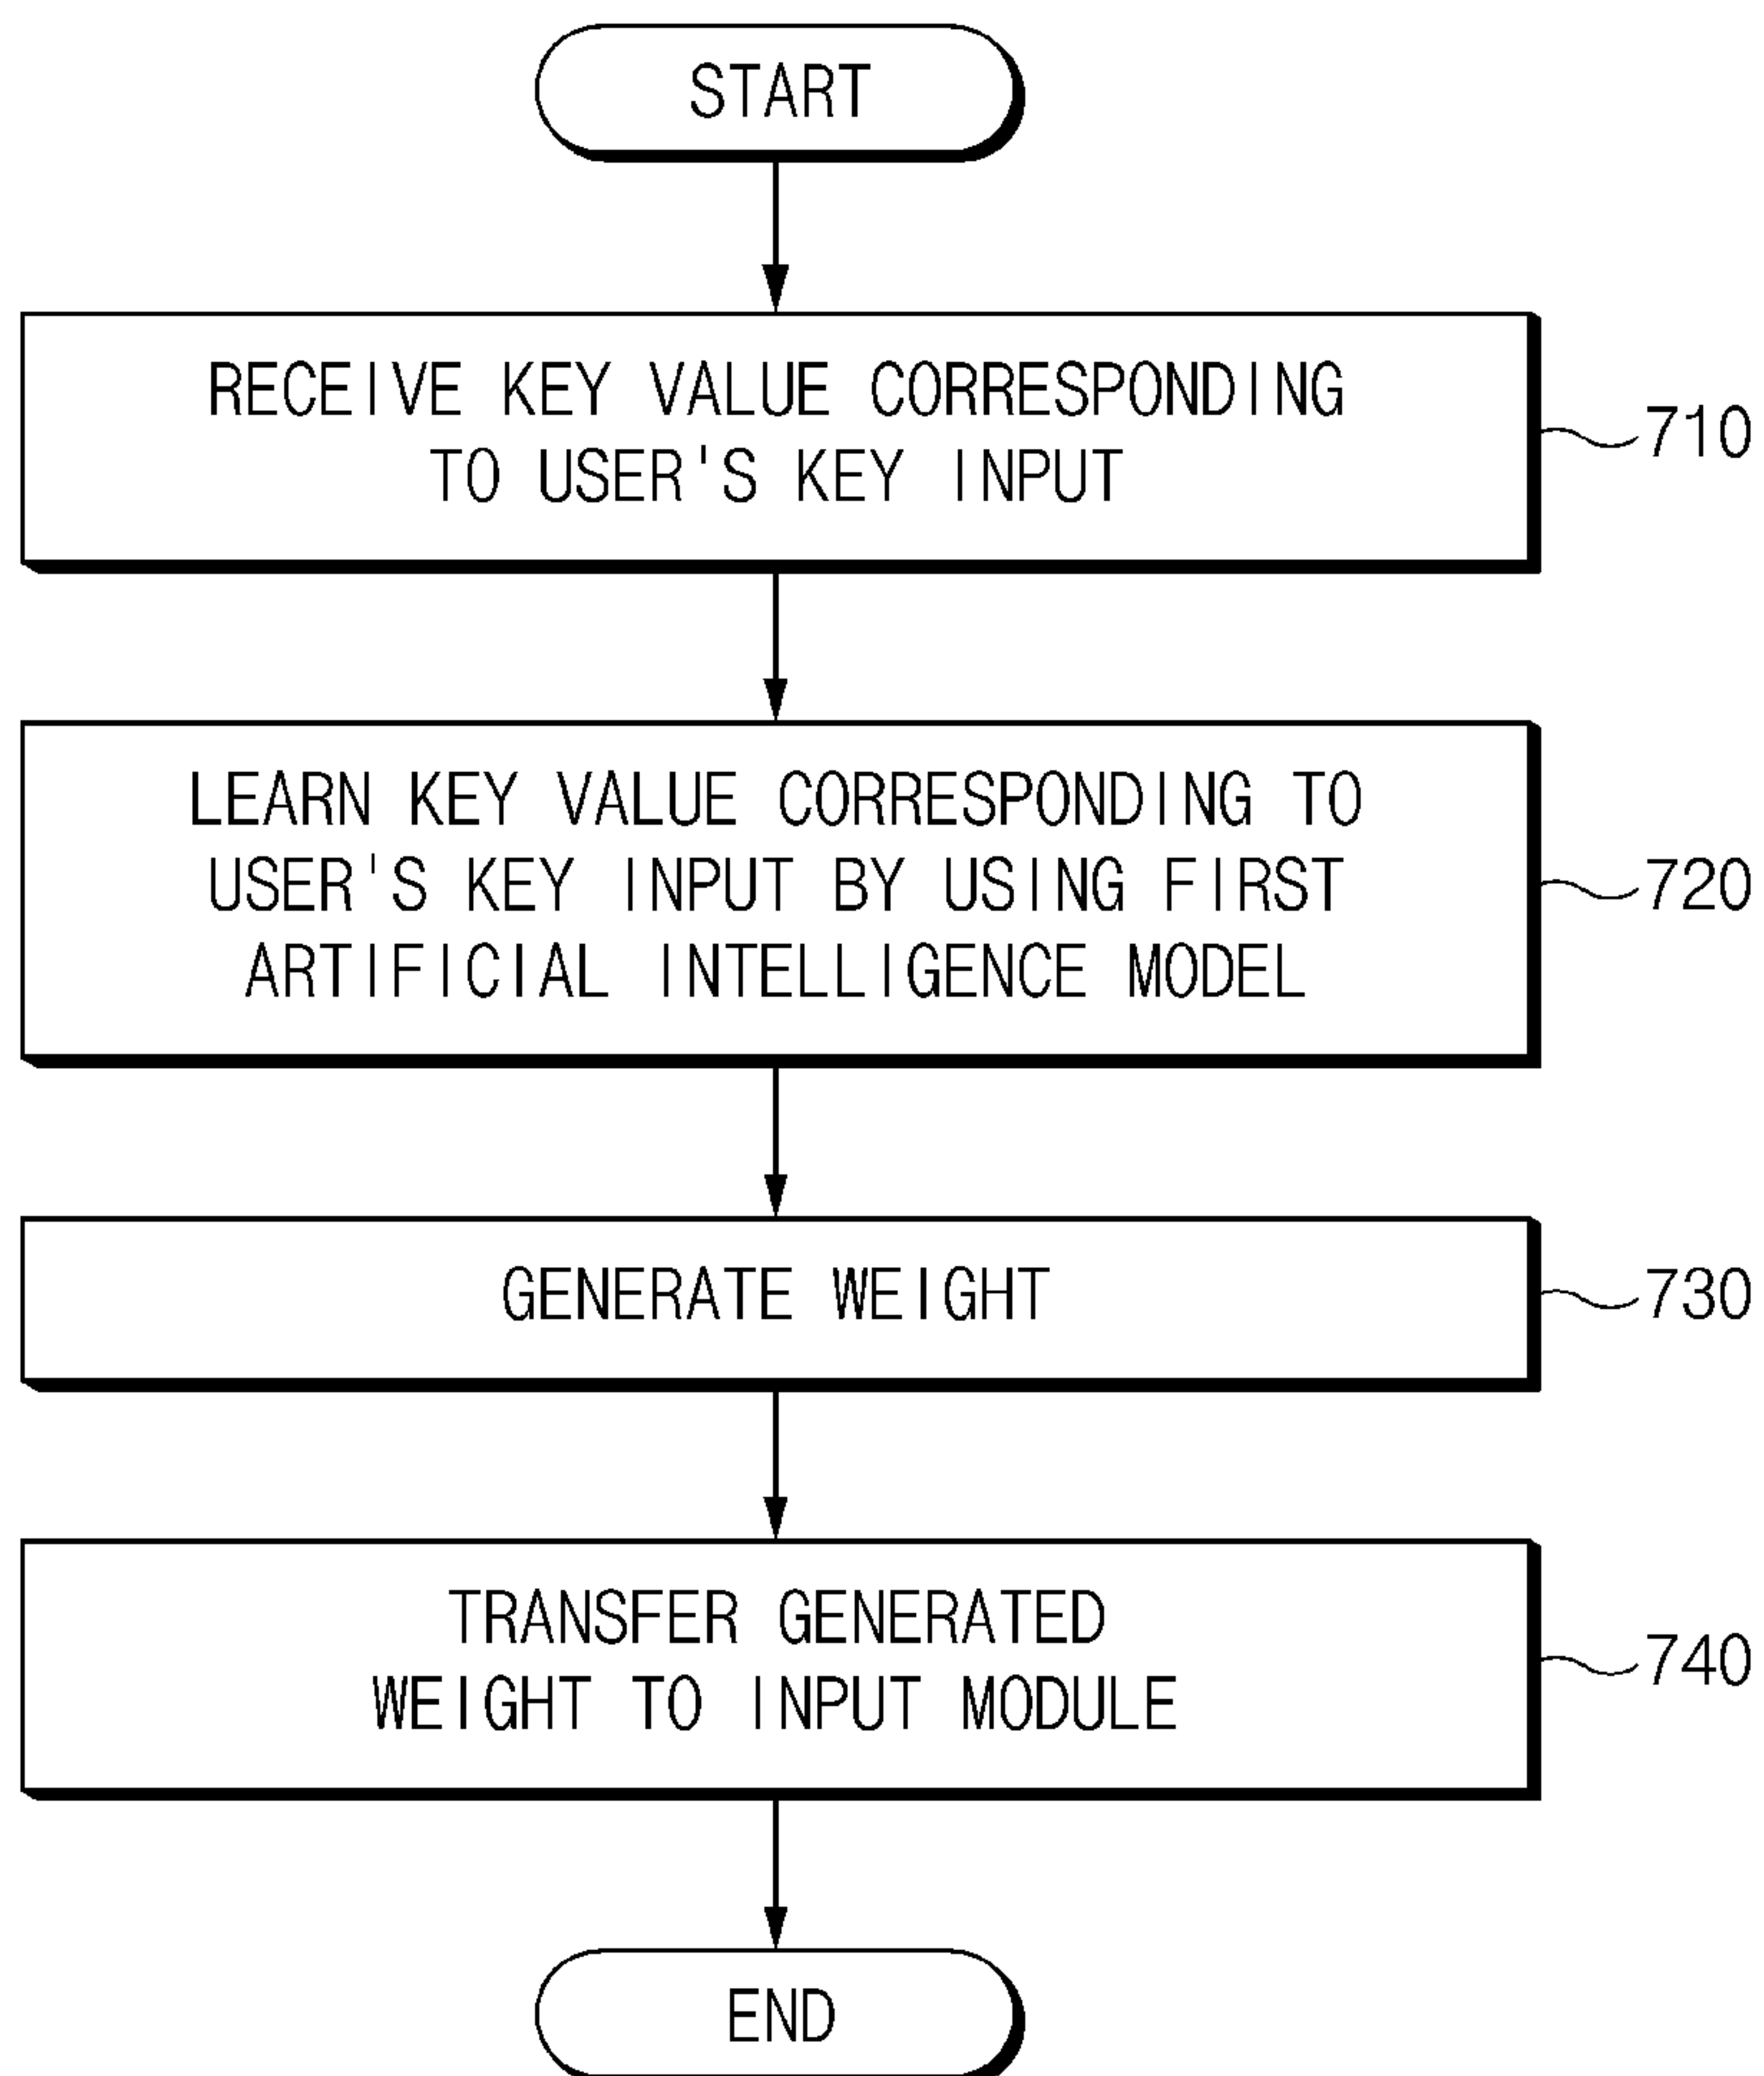 START
RECEIVE KEY VALUE CORRESPONDING
TO USER'S KEY INPUT
710
LEARN KEY VALUE CORRESPONDING TO
USER'S KEY INPUT BY USING FIRST
ARTIFICIAL INTELLIGENCE MODEL
720
GENERATE WEIGHT
730
TRANSFER GENERATED
WEIGHT TO INPUT MODULE
740
END